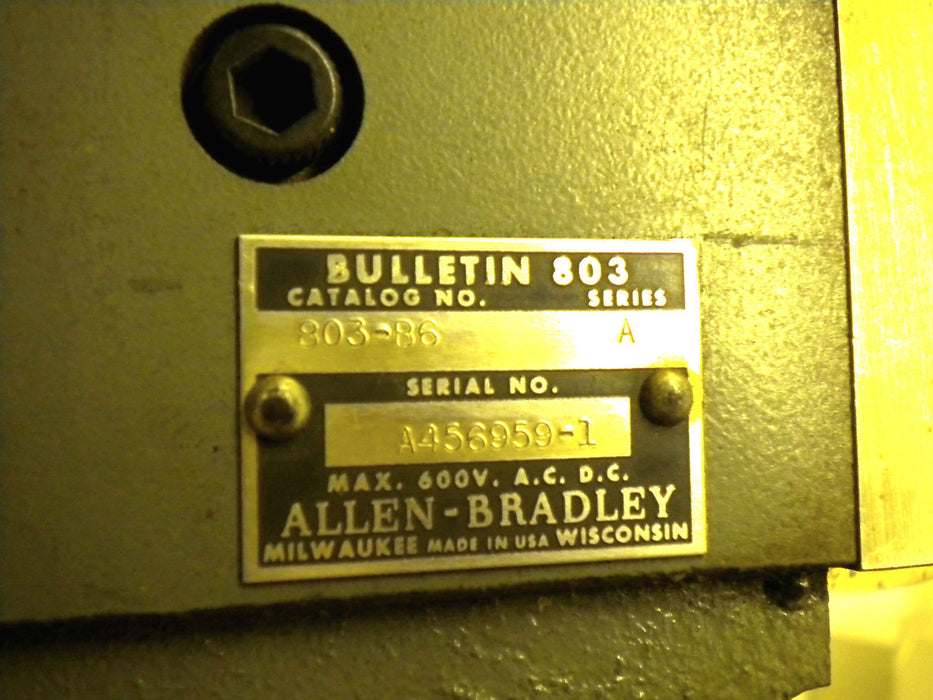 BULLETIN 803
CATALOG NO. SERIES
803-B6 A
SERIAL NO.
A456959-1
MAX. 600V. A.C. D.C.
ALLEN-BRADLEY
MILWAUKEE MADE IN USA WISCONSIN